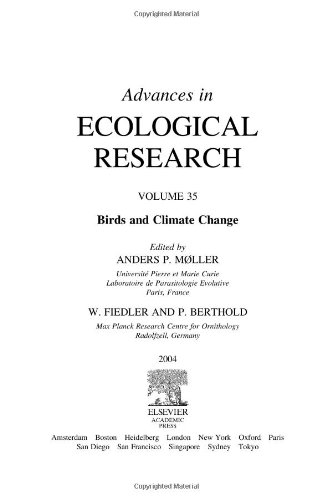 Advances in
ECOLOGICAL
RESEARCH
VOLUME 35
Birds and Climate Change
Edited by
ANDERS P. MØLLER
Université Pierre et Marie Curie
Laboratoire de Parasitologie Evolutive
Paris, France
W. FIEDLER AND P. BERTHOLD
Max Planck Research Centre for Ornithology
Radolfzell, Germany
2004
ELSEVIER
ACADEMIC
PRESS
Amsterdam Boston Heidelberg London New York Oxford Paris
San Diego San Francisco Singapore Sydney Tokyo